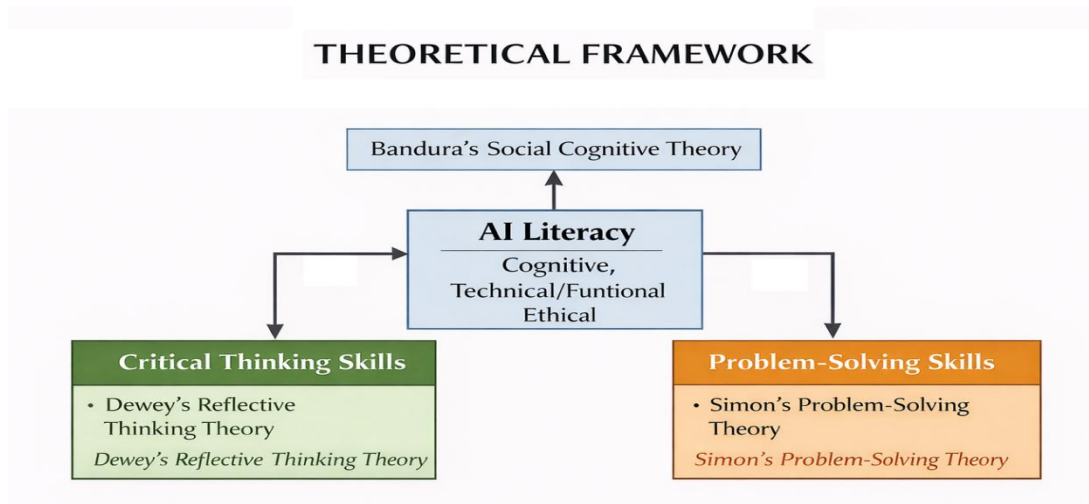 THEORETICAL FRAMEWORK
Bandura's Social Cognitive Theory
AI Literacy
Cognitive,
Technical/Funtional
Ethical
Critical Thinking Skills
• Dewey's Reflective
Thinking Theory
Dewey's Reflective Thinking Theory
Problem-Solving Skills
• Simon's Problem-Solving
Theory
Simon's Problem-Solving Theory